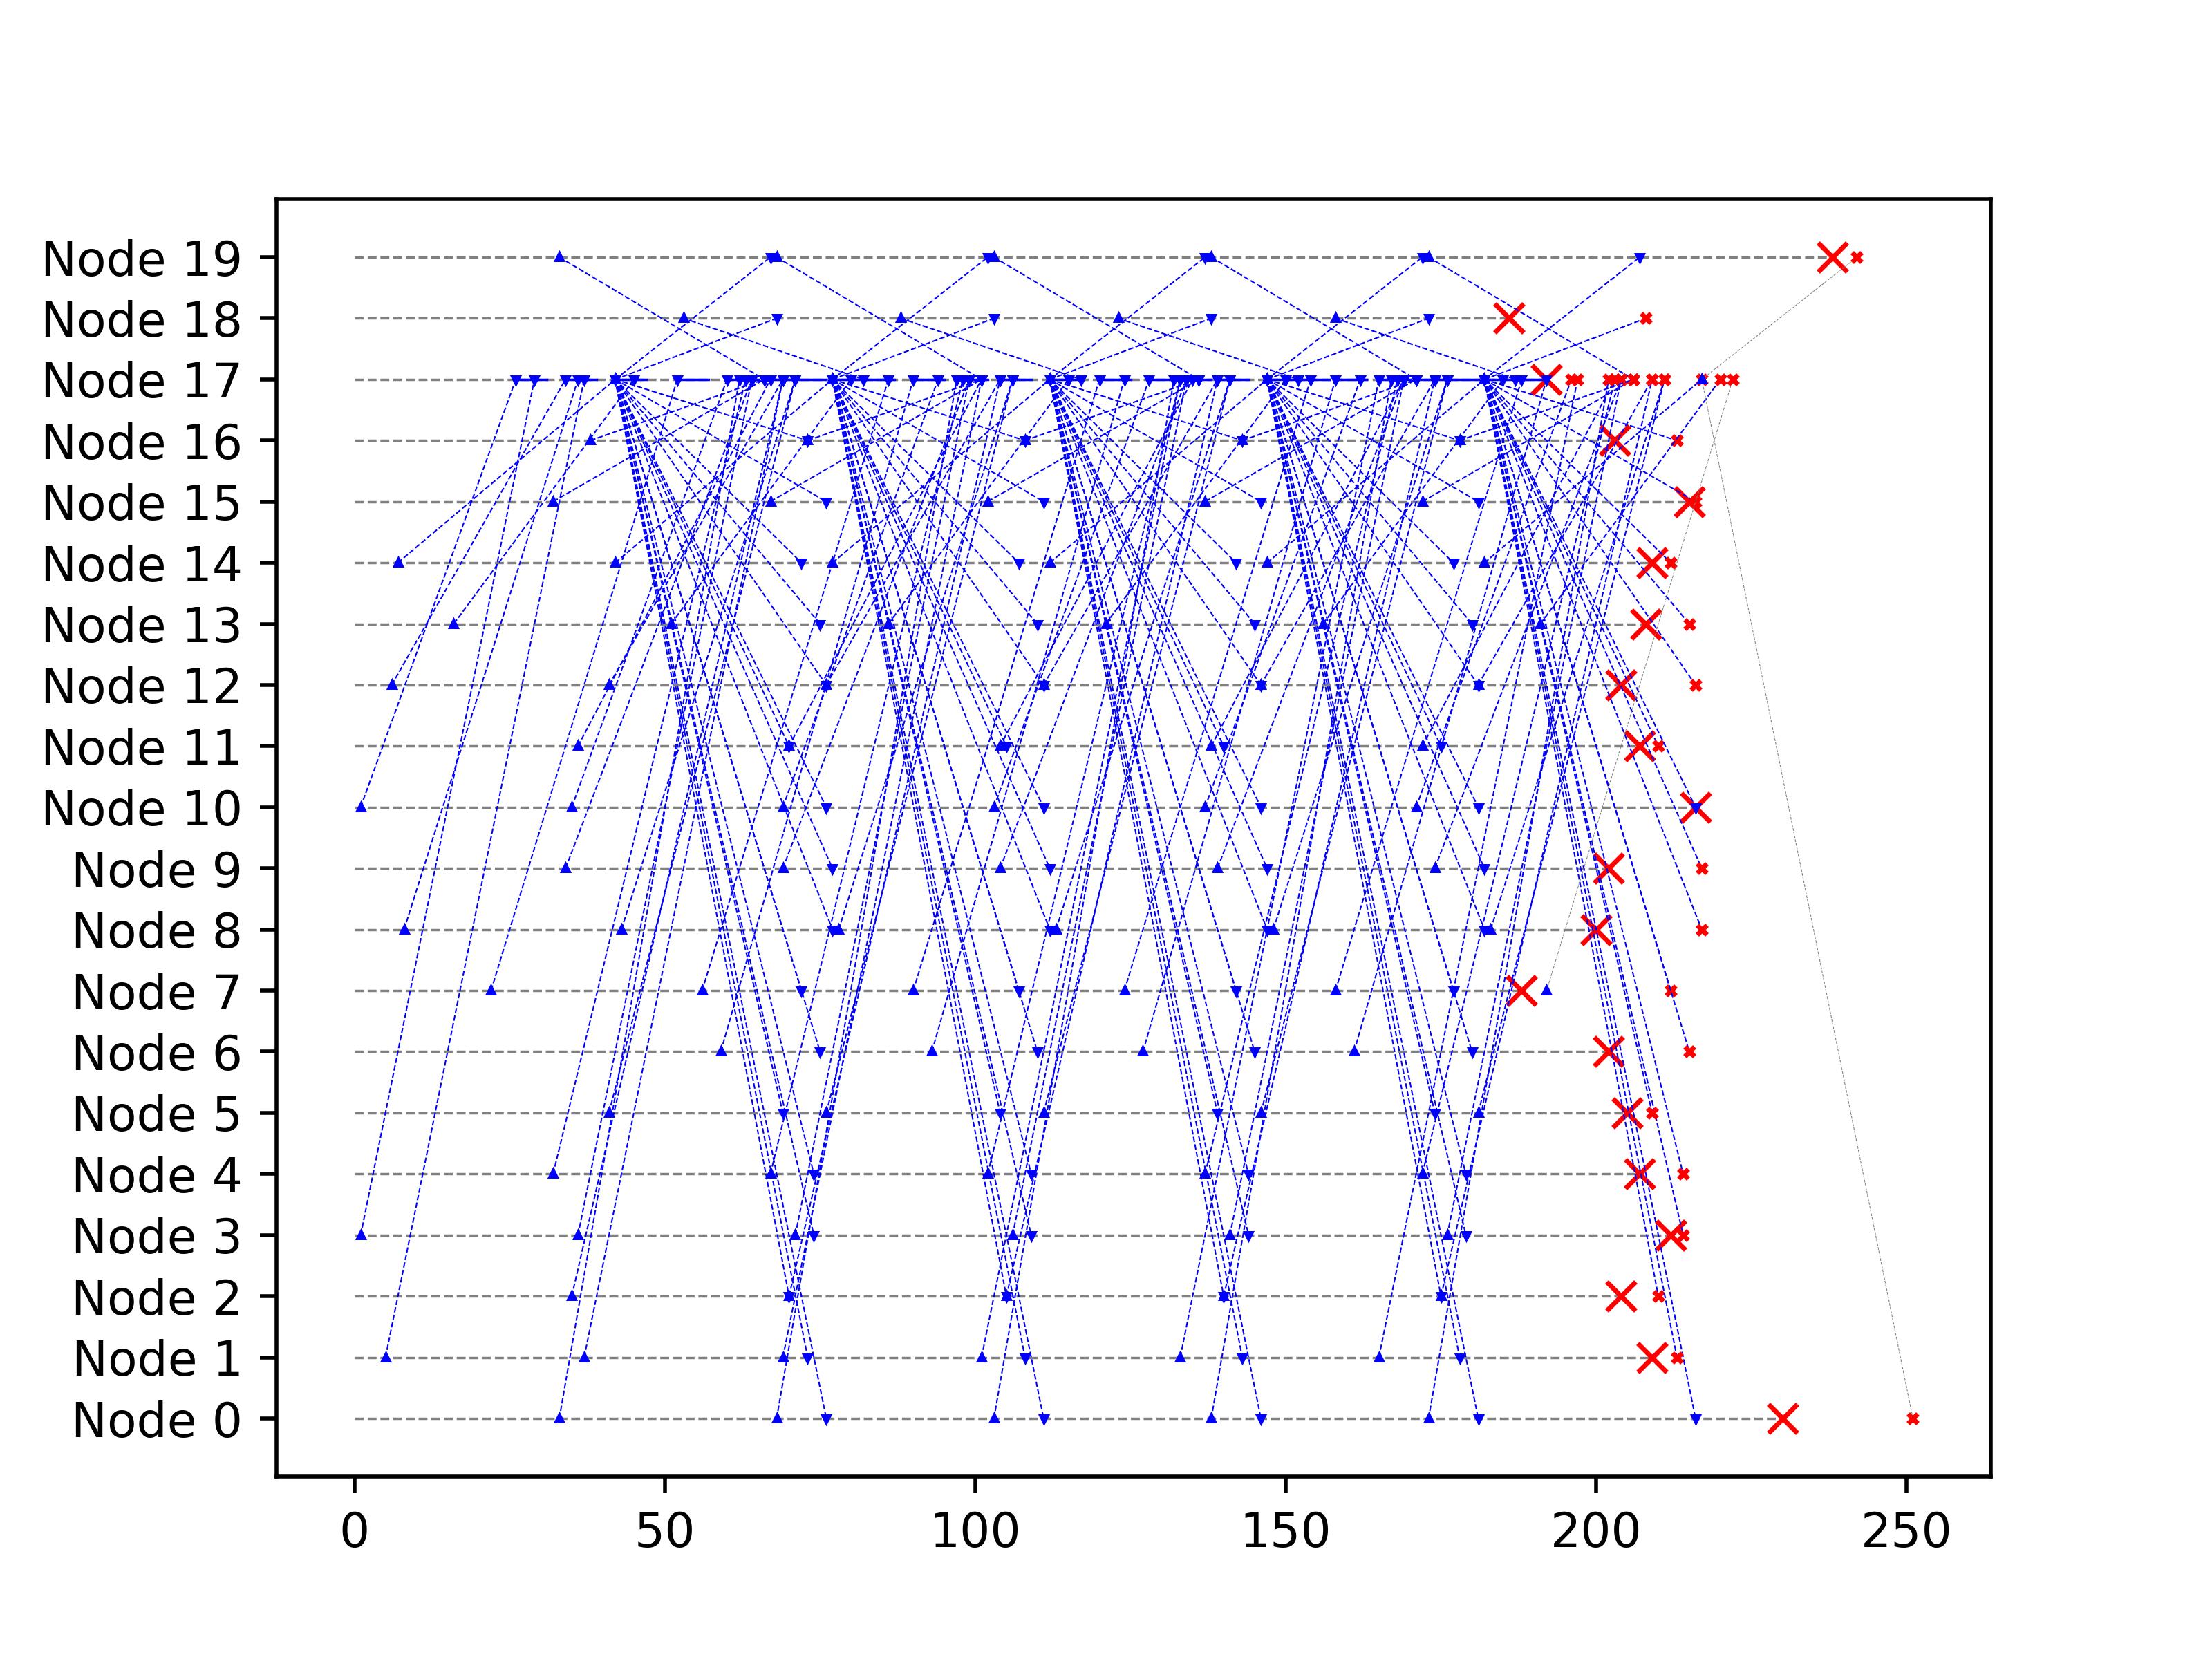 Node 19
Node 18
Node 17
Node 16
Node 15
Node 14
Node 13
Node 12
Node 11
Node 10
Node 9
Node 8
Node 7
Node 6
Node 5
Node 4
Node 3
Node 2
Node 1
Node 0
0 50 100 150 200 250